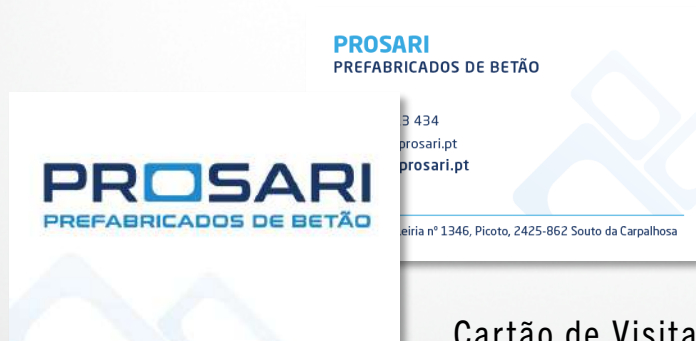 PROSARI
PREFABRICADOS DE BETÃO
3 434
prosari.pt
prosari.pt
PROSARI
PREFABRICADOS DE BETÃO
eiria nº 1346, Picoto, 2425-862 Souto da Carpalhosa
Cartão de Visita